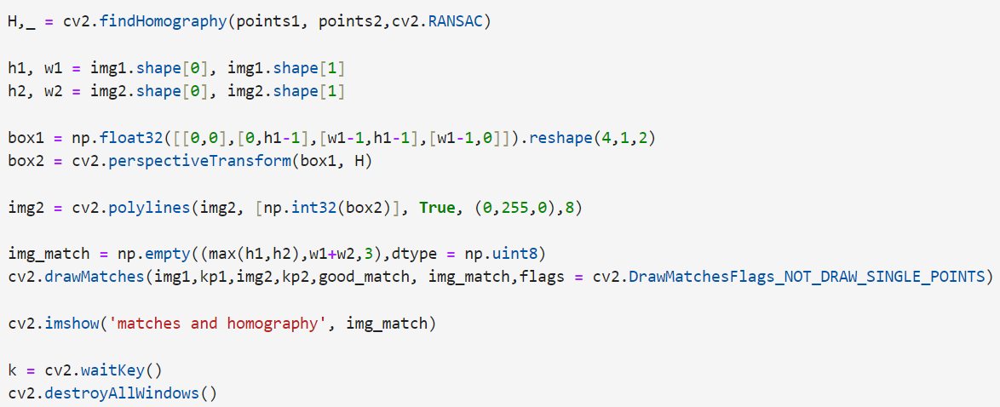 H,_ = cv2.findHomography(points1, points2,cv2.RANSAC)
h1, w1 = img1.shape[0], img1.shape[1]
h2, w2 = img2.shape[0], img2.shape[1]
box1 = np.float32([[0,0],[0,h1-1],[w1-1,h1-1],[w1-1,0]]).reshape(4,1,2)
box2 = cv2.perspectiveTransform(box1, H)
img2 = cv2.polylines(img2, [np.int32(box2)], True, (0,255,0),8)
img_match = np.empty((max(h1,h2),w1+w2,3),dtype = np.uint8)
cv2.drawMatches(img1,kp1,img2,kp2,good_match, img_match,flags = cv2.DrawMatchesFlags_NOT_DRAW_SINGLE_POINTS)
cv2.imshow('matches and homography', img_match)
k = cv2.waitKey()
cv2.destroyAllWindows()